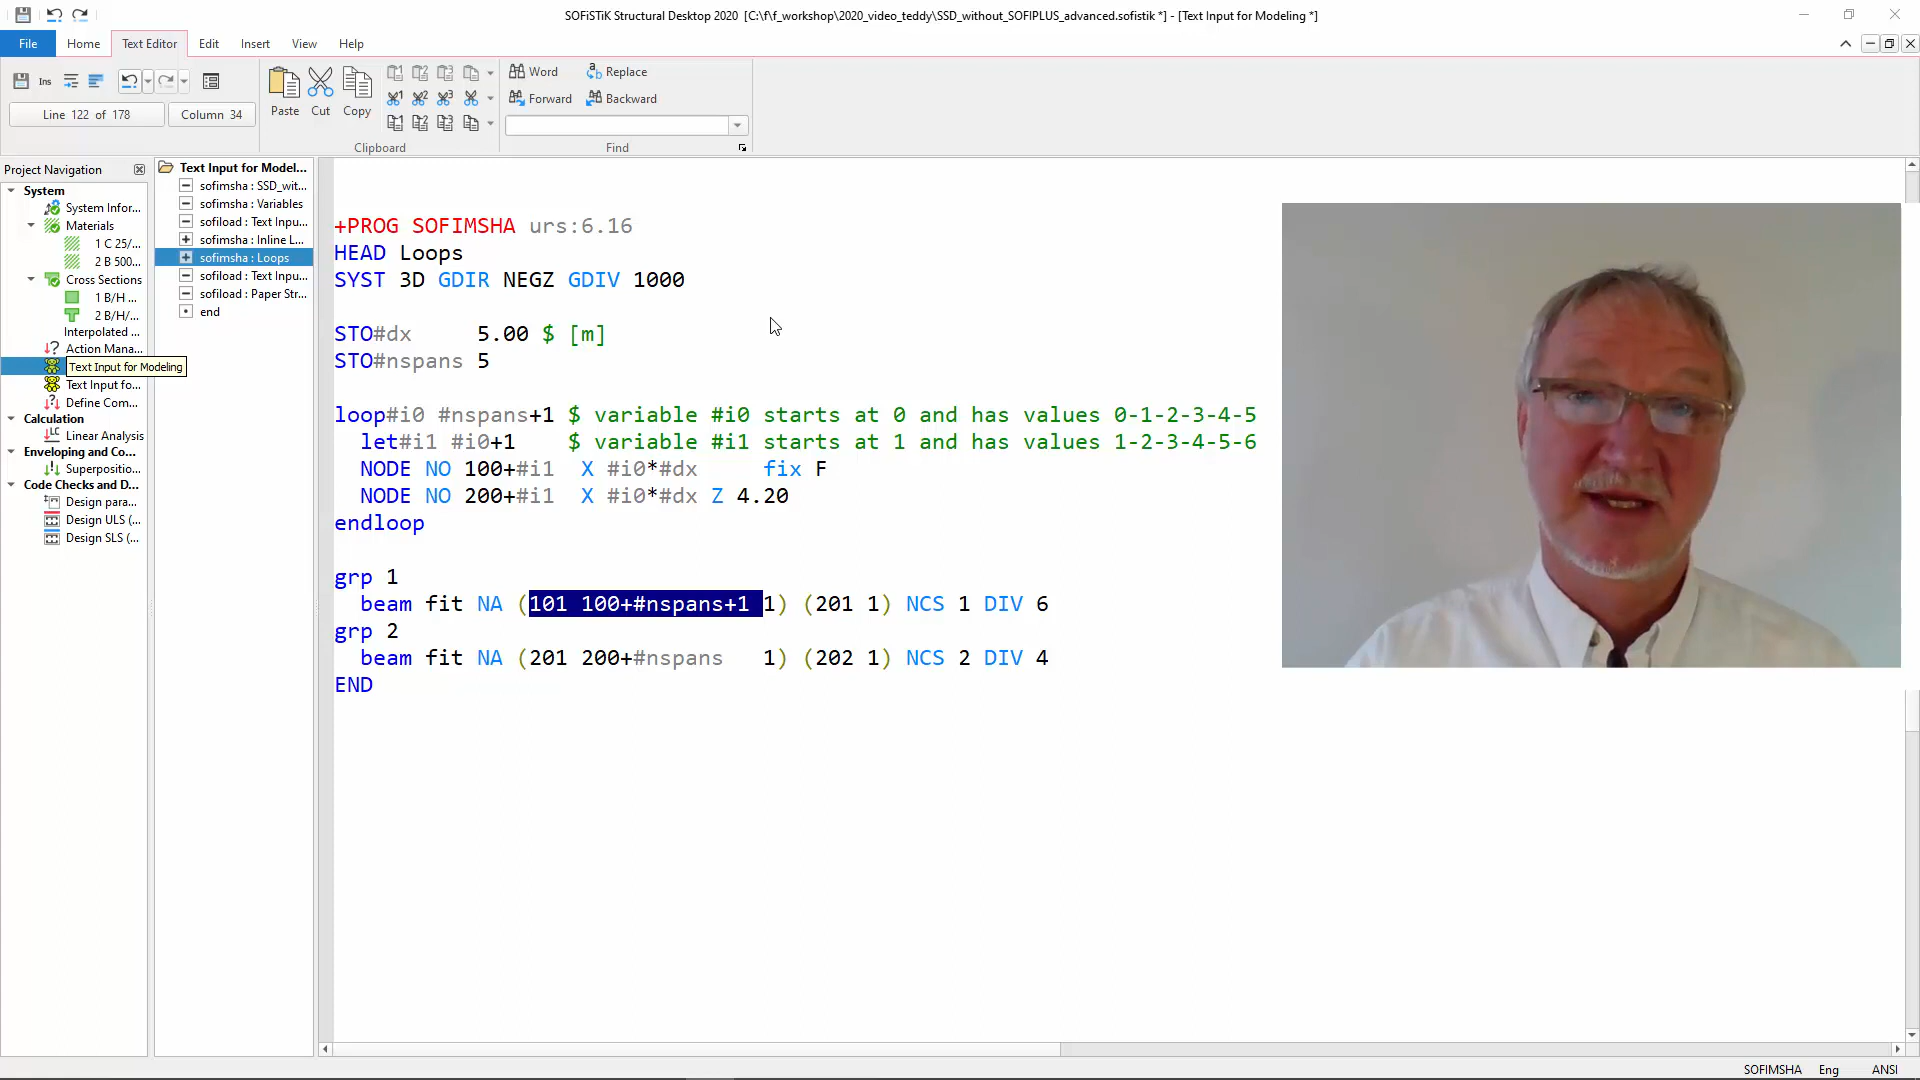 SOFiSTiK Structural Desktop 2020  [C:\f\f_workshop\2020_video_teddy\SSD_without_SOFIPLUS_advanced.sofistik *] - [Text Input for Modeling *]
File Home Text Editor Edit Insert View Help
Ins
Line 122 of 178 Column 34
Paste Cut Copy
Clipboard
Word Replace
Forward Backward
Find
Project Navigation
System
System Infor...
Materials
1 C 25/...
2 B 500...
Cross Sections
1 B/H ...
2 B/H/...
Interpolated ...
Action Mana...
Text Input for Modeling
Text Input fo...
Define Com...
Calculation
Linear Analysis
Enveloping and Co...
Superpositio...
Code Checks and D...
Design para...
Design ULS (...
Design SLS (...
Text Input for Model...
sofimsha : SSD_wit...
sofimsha : Variables
sofiload : Text Inpu...
sofimsha : Inline L...
sofimsha : Loops
sofiload : Text Inpu...
sofiload : Paper Str...
end
+PROG SOFIMSHA urs:6.16
HEAD Loops
SYST 3D GDIR NEGZ GDIV 1000
STO#dx     5.00 $ [m]
STO#nspans 5
loop#i0 #nspans+1 $ variable #i0 starts at 0 and has values 0-1-2-3-4-5
let#i1 #i0+1    $ variable #i1 starts at 1 and has values 1-2-3-4-5-6
NODE NO 100+#i1  X #i0*#dx     fix F
NODE NO 200+#i1  X #i0*#dx Z 4.20
endloop
grp 1
beam fit NA (101 100+#nspans+1 1) (201 1) NCS 1 DIV 6
grp 2
beam fit NA (201 200+#nspans   1) (202 1) NCS 2 DIV 4
END
SOFIMSHA Eng ANSI